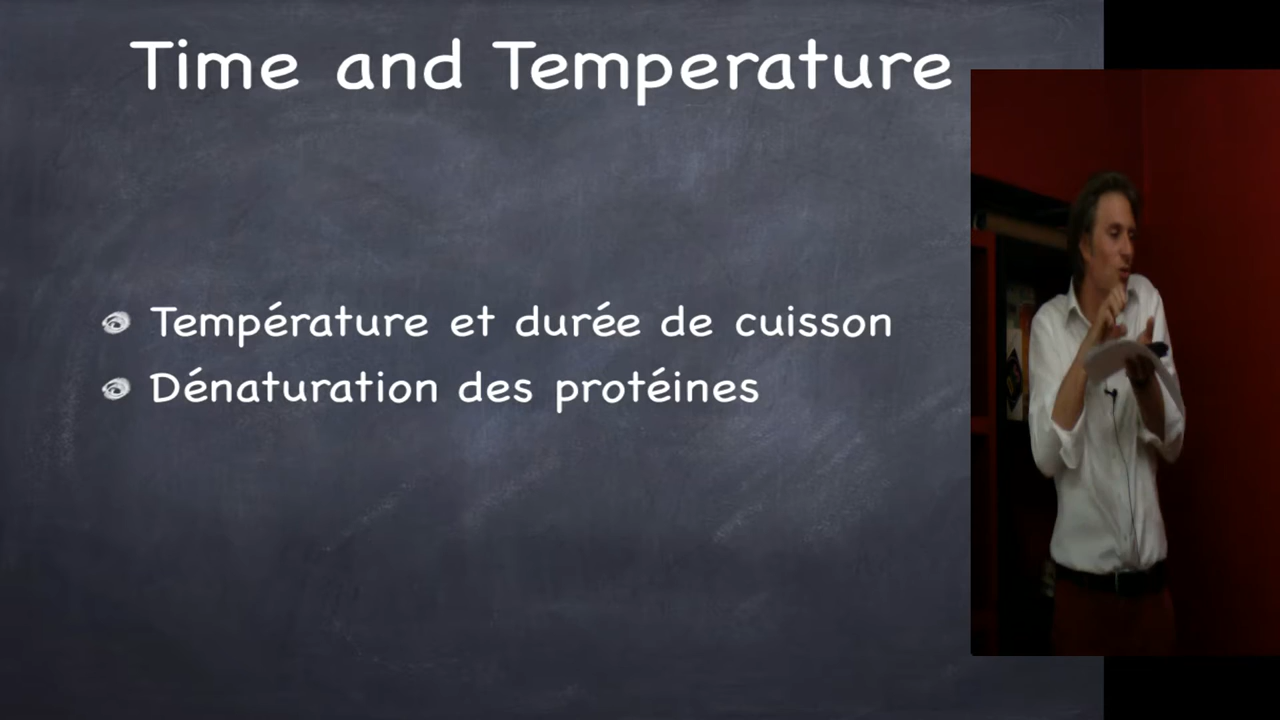 Time and Temperature
Température et durée de cuisson
Dénaturation des protéines